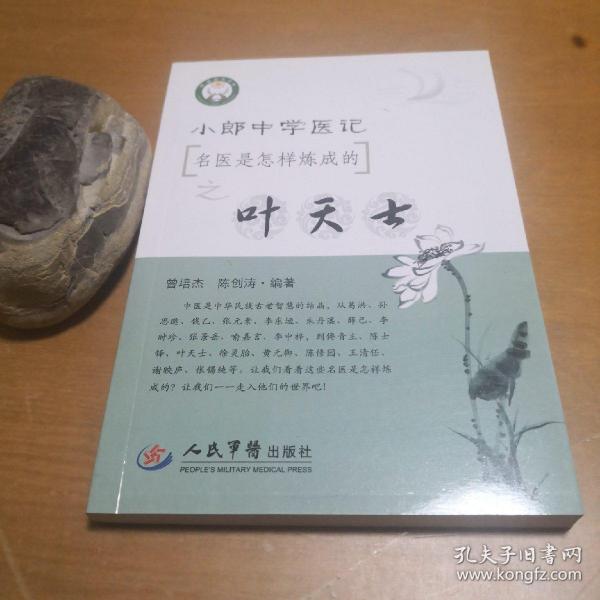 小郎中学医记
[名医是怎样炼成的]
之
叶天士
曾培杰 陈创涛·编著
中医是中华民族古老智慧的结晶。从葛洪、孙
思邈、钱乙、张元素、李东垣、朱丹溪、薛己、李
时珍、张景岳、喻嘉言、李中梓,到傅青主、陈士
铎、叶天士、徐灵胎、黄元御、陈修园、王清任、
谢映庐、张锡纯等。让我们看看这些名医是怎样炼
成的?让我们一一走入他们的世界吧!
人民军医出版社
PEOPLE'S MILITARY MEDICAL PRESS
孔夫子旧书网
www.kongfz.com